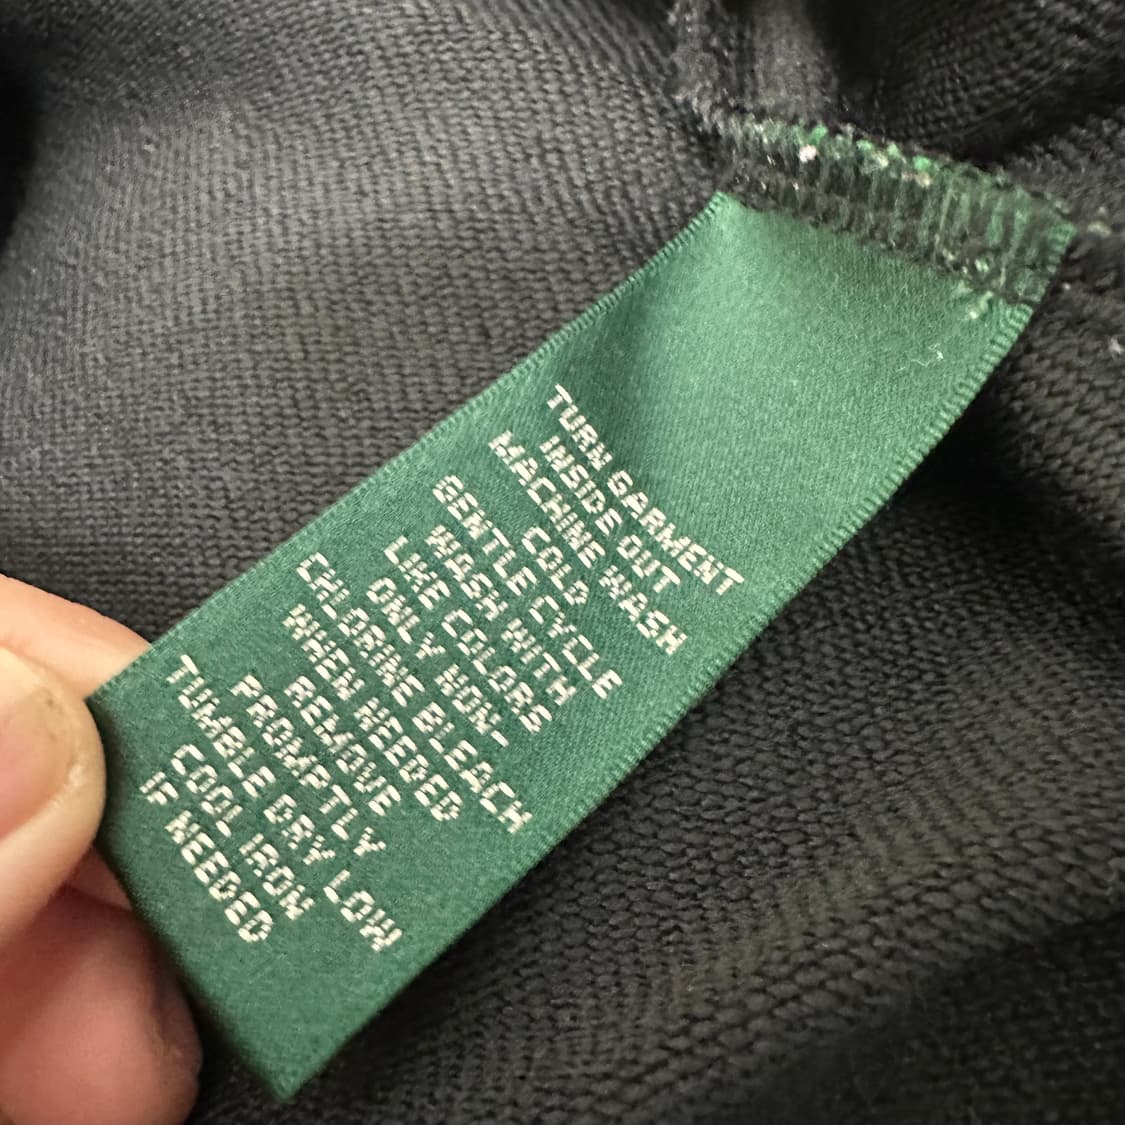 TURN GARMENT
INSIDE OUT
MACHINE WASH
COLD
GENTLE CYCLE
WASH WITH
LIKE COLORS
ONLY NON-
CHLORINE BLEACH
WHEN NEEDED
REMOVE
PROMPTLY
TUMBLE DRY LOW
COOL IRON
IF NEEDED